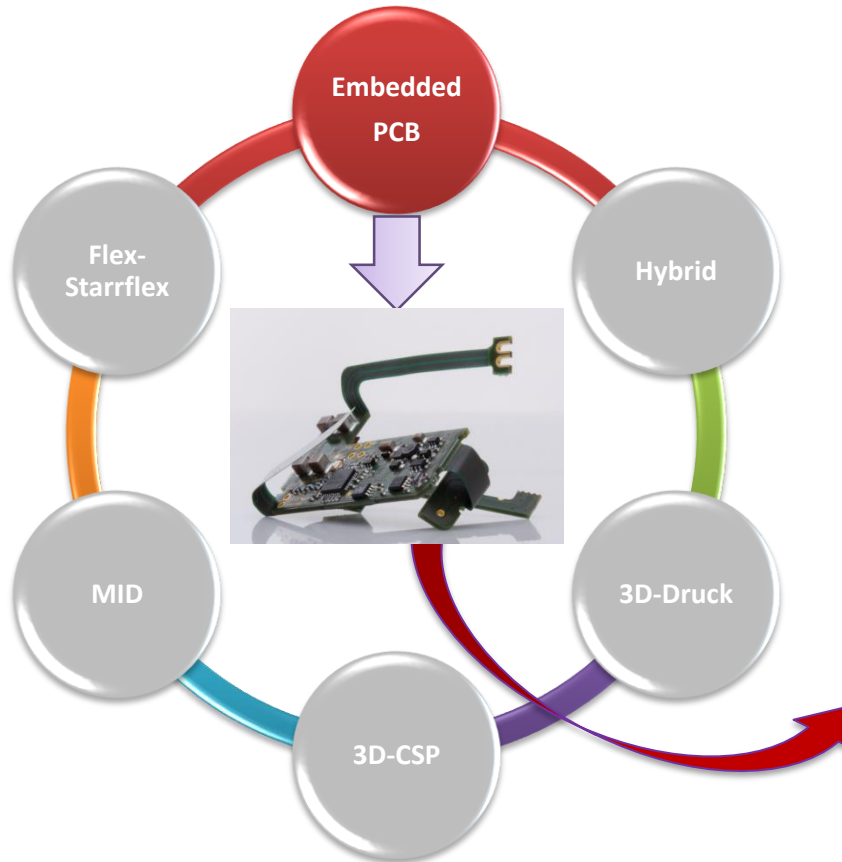 Embedded
PCB
Flex-
Starrflex
Hybrid
MID
3D-Druck
3D-CSP